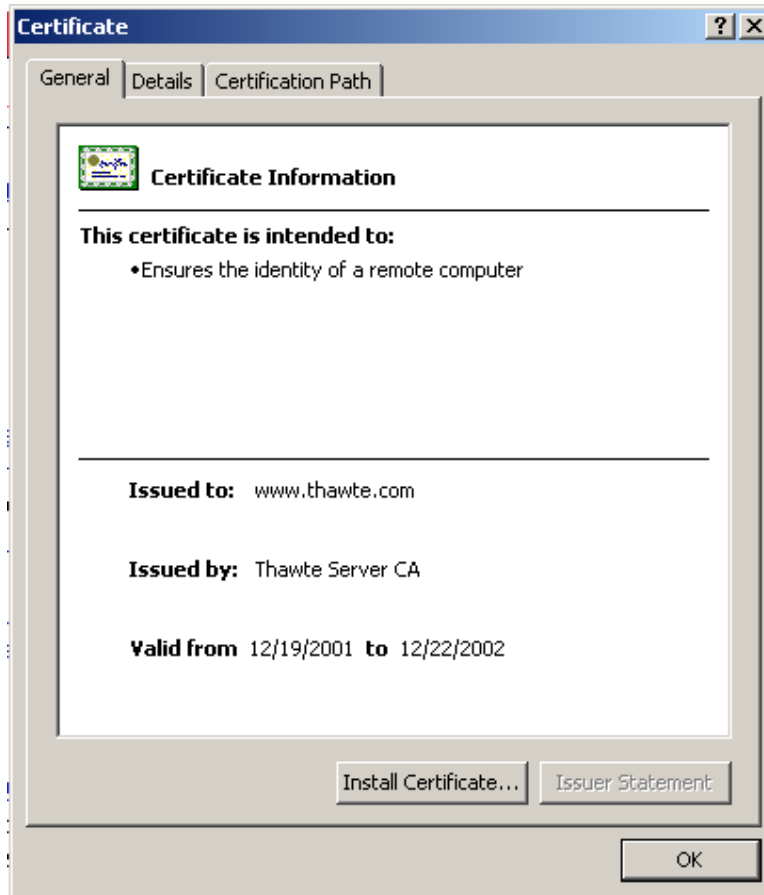 Certificate
General Details Certification Path
Certificate Information
This certificate is intended to:
•Ensures the identity of a remote computer
Issued to: www.thawte.com
Issued by: Thawte Server CA
Valid from 12/19/2001 to 12/22/2002
Install Certificate... Issuer Statement
OK